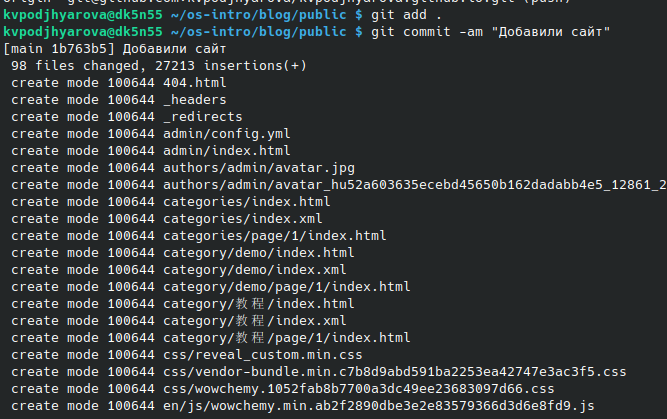 kvpodjhyarova@dk5n55 ~/os-intro/blog/public $ git add .
kvpodjhyarova@dk5n55 ~/os-intro/blog/public $ git commit -am "Добавили сайт"
[main 1b763b5] Добавили сайт
98 files changed, 27213 insertions(+)
create mode 100644 404.html
create mode 100644 _headers
create mode 100644 _redirects
create mode 100644 admin/config.yml
create mode 100644 admin/index.html
create mode 100644 authors/admin/avatar.jpg
create mode 100644 authors/admin/avatar_hu52a603635ecebd45650b162dadabb4e5_12861_2
create mode 100644 categories/index.html
create mode 100644 categories/index.xml
create mode 100644 categories/page/1/index.html
create mode 100644 category/demo/index.html
create mode 100644 category/demo/index.xml
create mode 100644 category/demo/page/1/index.html
create mode 100644 category/教程/index.html
create mode 100644 category/教程/index.xml
create mode 100644 category/教程/page/1/index.html
create mode 100644 css/reveal_custom.min.css
create mode 100644 css/vendor-bundle.min.c7b8d9abd591ba2253ea42747e3ac3f5.css
create mode 100644 css/wowchemy.1052fab8b7700a3dc49ee23683097d66.css
create mode 100644 en/js/wowchemy.min.ab2f2890dbe3e2e83579366d3d6e8fd9.js